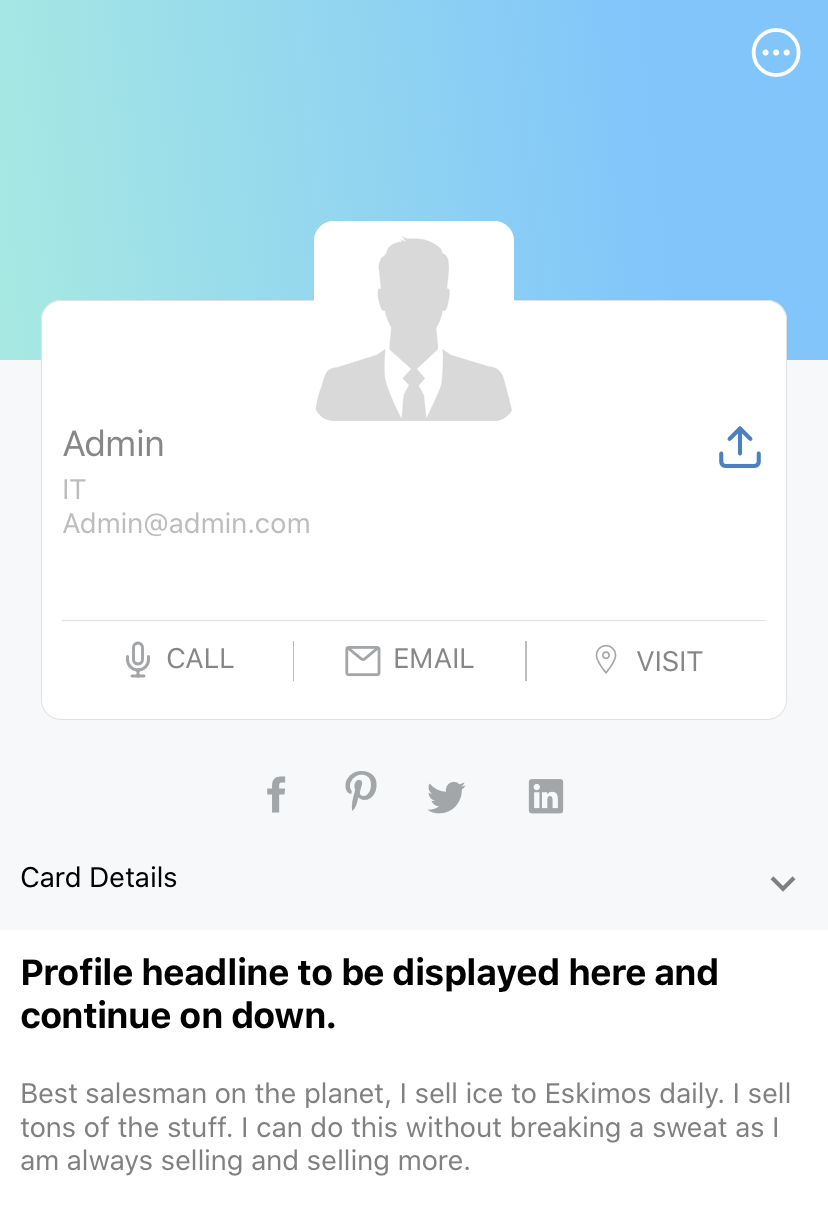 Admin
IT
Admin@admin.com
CALL
EMAIL
VISIT
Card Details
Profile headline to be displayed here and
continue on down.
Best salesman on the planet, I sell ice to Eskimos daily. I sell
tons of the stuff. I can do this without breaking a sweat as I
am always selling and selling more.